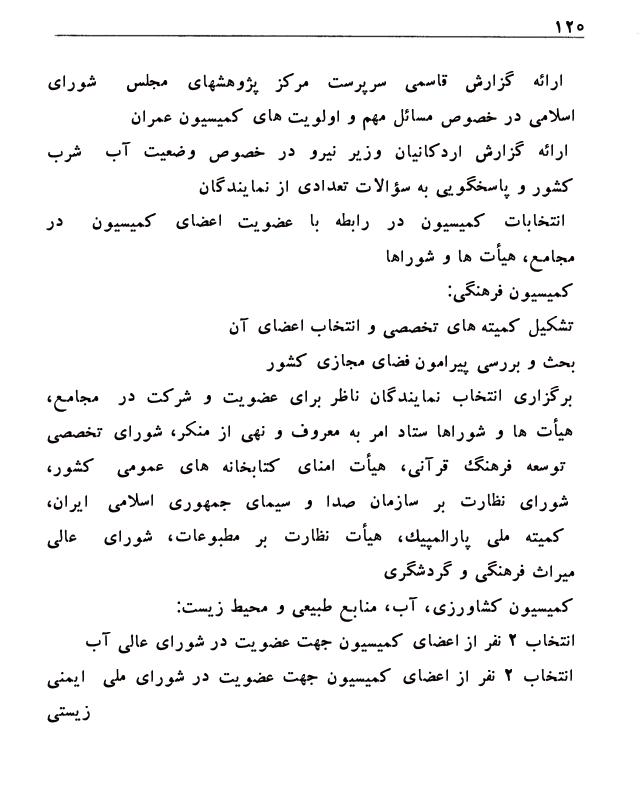 ۱۲۰
ارائه گزارش قاسمی سرپرست مرکز پژوهشهای مجلس شورای
اسلامی در خصوص مسائل مهم و اولویت های کمیسیون عمران
ارائه گزارش اردکانیان وزیر نیرو در خصوص وضعیت آب شرب
کشور و پاسخگویی به سؤالات تعدادی از نمایندگان
انتخابات کمیسیون در رابطه با عضویت اعضای کمیسیون در
مجامع، هیأت ها و شوراها
کمیسیون فرهنگی:
تشکیل کمیته های تخصصی و انتخاب اعضای آن
بحث و بررسی پیرامون فضای مجازی کشور
برگزاری انتخاب نمایندگان ناظر برای عضویت و شرکت در مجامع،
هیأت ها و شوراها ستاد امر به معروف و نهی از منکر، شورای تخصصی
توسعه فرهنگ قرآنی، هیأت امنای کتابخانه های عمومی کشور،
شورای نظارت بر سازمان صدا و سیمای جمهوری اسلامی ایران،
کمیته ملی پارالمپیك، هیأت نظارت بر مطبوعات، شورای عالی
میراث فرهنگی و گردشگری
کمیسیون کشاورزی، آب، منابع طبیعی و محیط زیست:
انتخاب ۲ نفر از اعضای کمیسیون جهت عضویت در شورای عالی آب
انتخاب ۲ نفر از اعضای کمیسیون جهت عضویت در شورای ملی ایمنی
زیستی